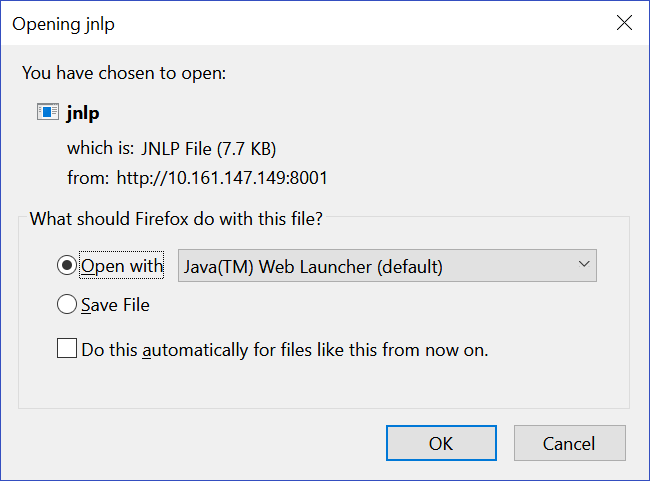 Opening jnlp
You have chosen to open:
jnlp
which is: JNLP File (7.7 KB)
from: http://10.161.147.149:8001
What should Firefox do with this file?
Open with Java(TM) Web Launcher (default)
Save File
Do this automatically for files like this from now on.
OK Cancel